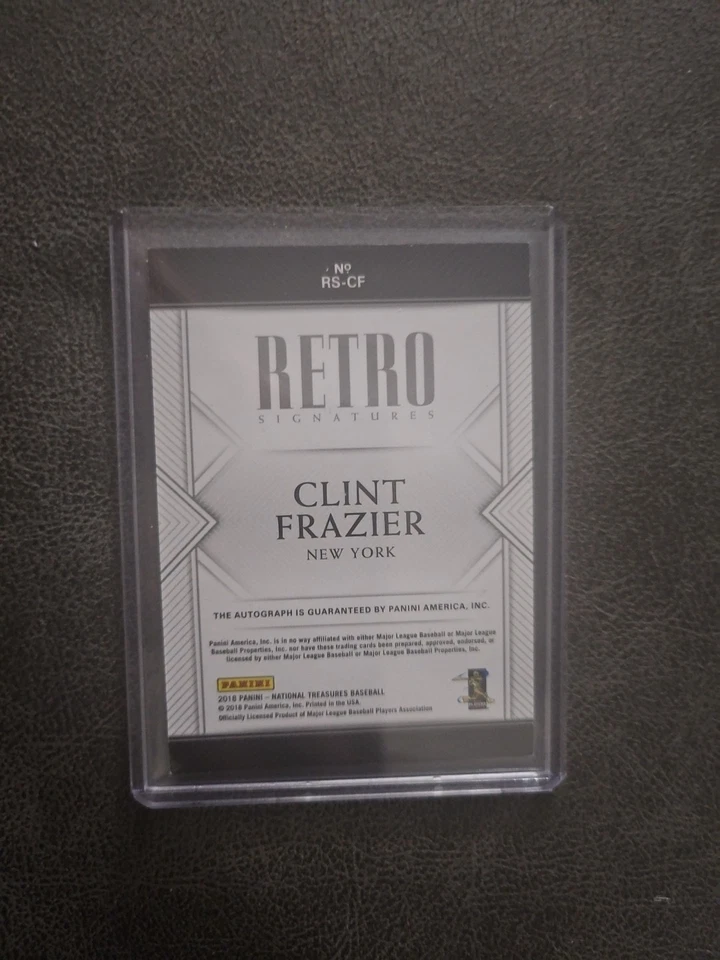 Nº
RS-CF
RETRO
SIGNATURES
CLINT
FRAZIER
NEW YORK
THE AUTOGRAPH IS GUARANTEED BY PANINI AMERICA, INC.
Panini America, Inc. is in no way affiliated with either Major League Baseball or Major League
Baseball Properties, Inc. nor have these trading cards been prepared, approved, endorsed, or
licensed by either Major League Baseball or Major League Baseball Properties, Inc.
PANINI
2018 PANINI – NATIONAL TREASURES BASEBALL
© 2018 Panini America, Inc. Printed in the USA.
Officially Licensed Product of Major League Baseball Players Association